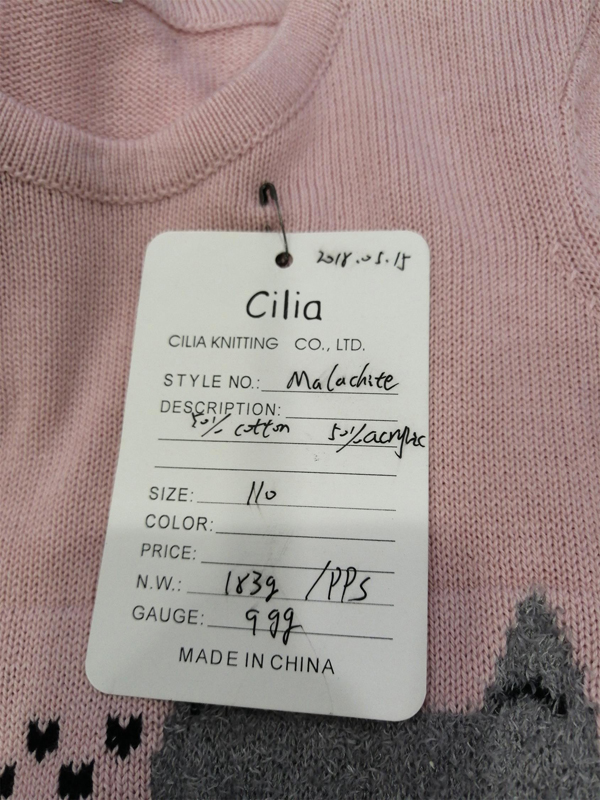 2018.05.15
Cilia
CILIA KNITTING CO., LTD.
STYLE NO.: Malachite
DESCRIPTION:
50% cotton 50% acrylic
SIZE: 110
COLOR:
PRICE:
N.W.: 183g /PPS
GAUGE: 9gg
MADE IN CHINA